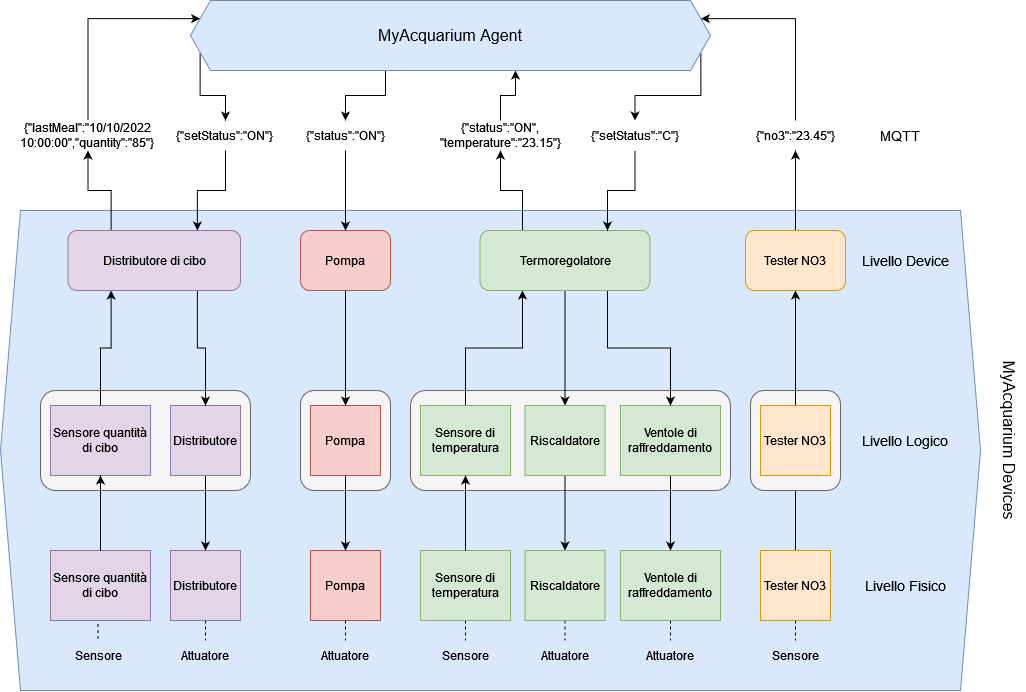 MyAcquarium Agent
{"lastMeal":"10/10/2022
10:00:00","quantity":"85"}
{"setStatus":"ON"}
{"status":"ON"}
{"status":"ON",
"temperature":"23.15"}
{"setStatus":"C"}
{"no3":"23.45"}
MQTT
Distributore di cibo
Pompa
Termoregolatore
Tester NO3
Livello Device
Sensore quantità
di cibo
Distributore
Pompa
Sensore di
temperatura
Riscaldatore
Ventole di
raffreddamento
Tester NO3
Livello Logico
MyAcquarium Devices
Sensore quantità
di cibo
Distributore
Pompa
Sensore di
temperatura
Riscaldatore
Ventole di
raffreddamento
Tester NO3
Livello Fisico
Sensore
Attuatore
Attuatore
Sensore
Attuatore
Attuatore
Sensore